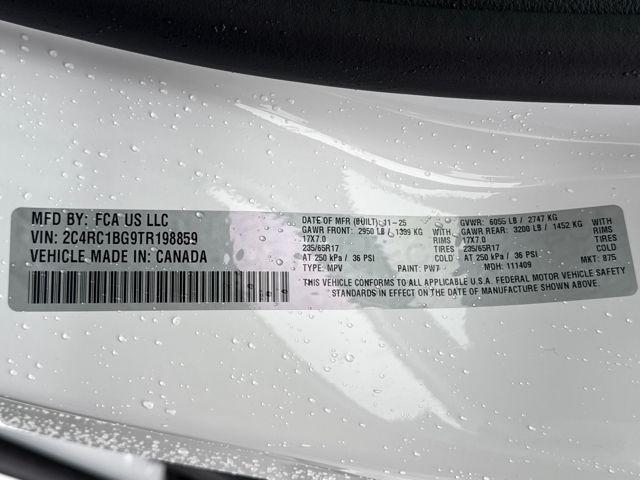 MFD BY: FCA US LLC
VIN: 2C4RC1BG9TR198859
VEHICLE MADE IN: CANADA
DATE OF MFR (BUILT): 11-25 GVWR: 6055 LB / 2747 KG
GAWR FRONT: 2950 LB / 1399 KG GAWR REAR: 3200 LB / 1452 KG
17X7.0 RIMS 17X7.0 RIMS
235/65R17 TIRES 235/65R17 TIRES
AT 250 kPa / 36 PSI COLD AT 250 kPa / 36 PSI COLD
TYPE: MPV PAINT: PW7 MDH: 111409 MKT: 875
THIS VEHICLE CONFORMS TO ALL APPLICABLE U.S.A. FEDERAL MOTOR VEHICLE SAFETY
STANDARDS IN EFFECT ON THE DATE OF MANUFACTURE SHOWN ABOVE.